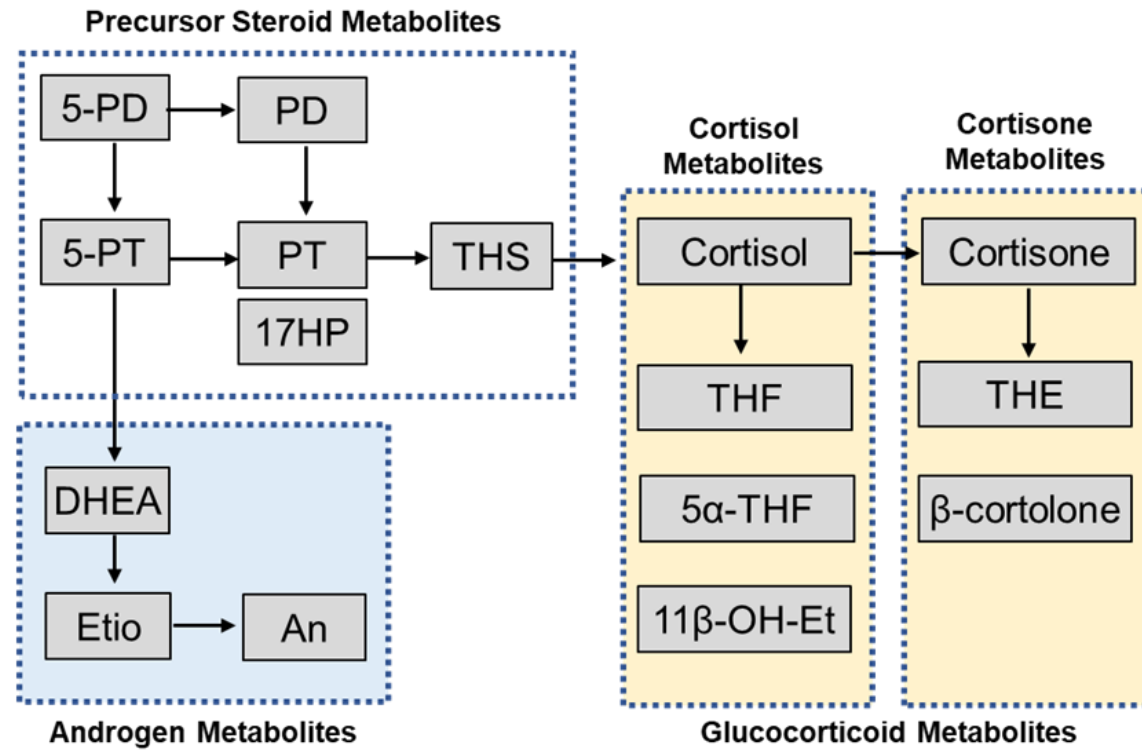 Precursor Steroid Metabolites
5-PD
PD
5-PT
PT
THS
17HP
DHEA
Etio
An
Androgen Metabolites
Cortisol
Metabolites
Cortisol
THF
5α-THF
11β-OH-Et
Cortisone
Metabolites
Cortisone
THE
β-cortolone
Glucocorticoid Metabolites